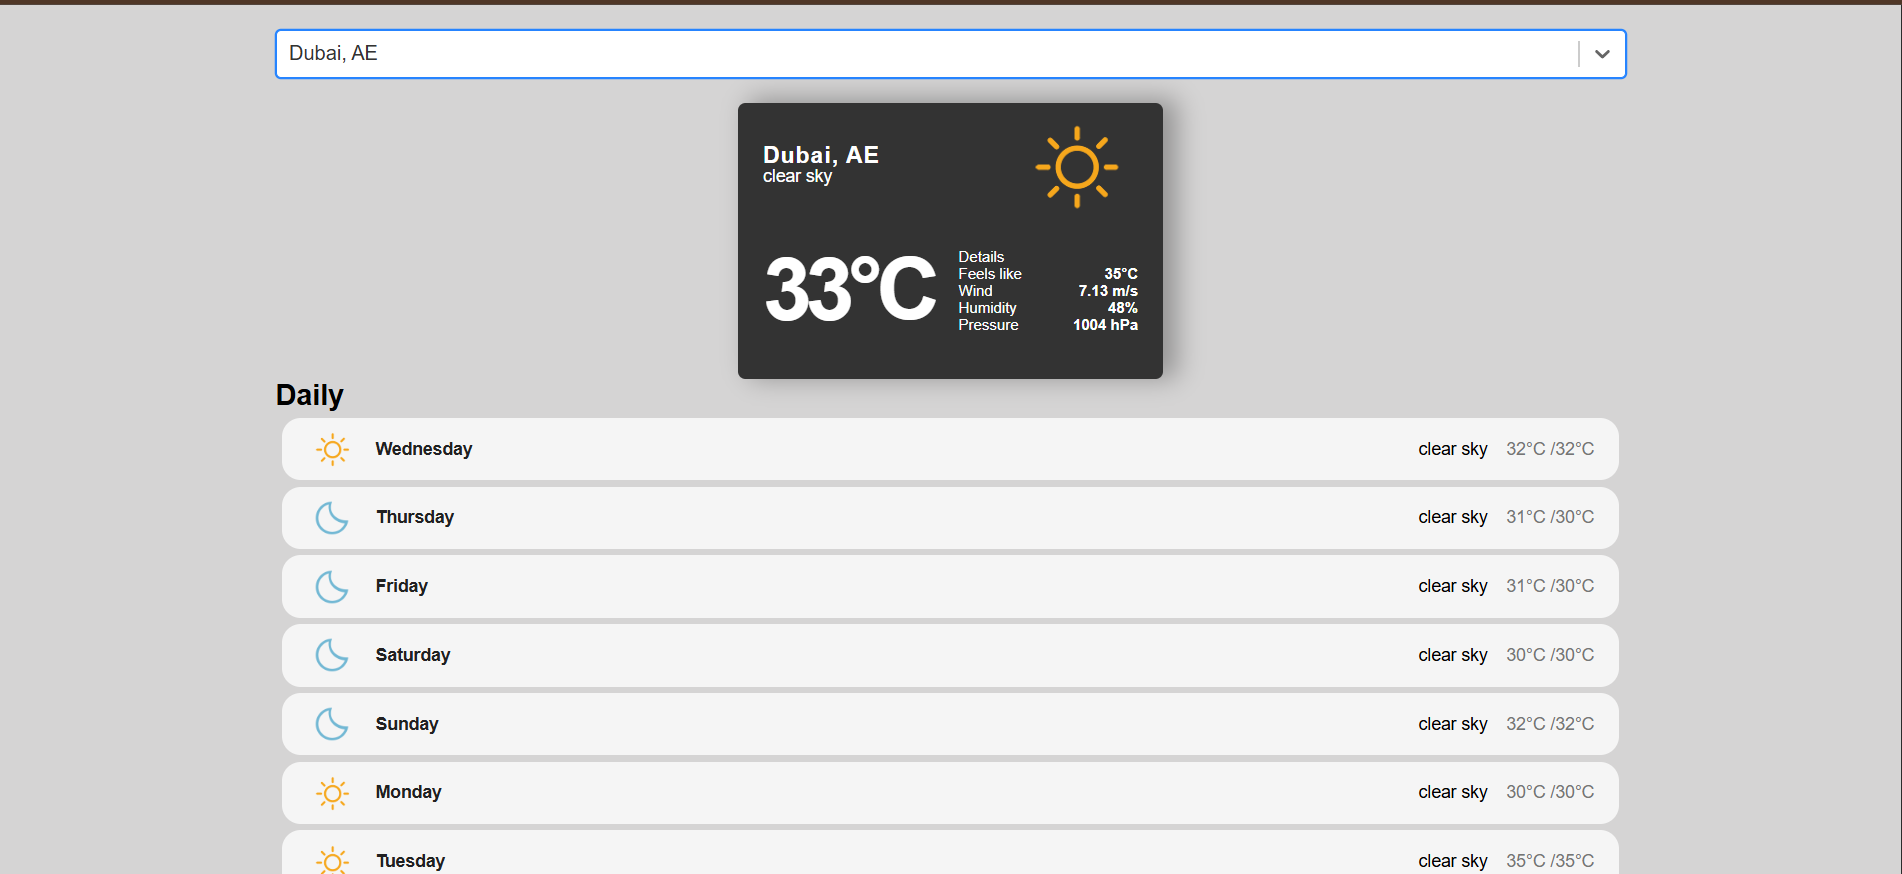 Dubai, AE
Dubai, AE
clear sky
33°C
Details
Feels like 35°C
Wind 7.13 m/s
Humidity 48%
Pressure 1004 hPa
Daily
Wednesday clear sky 32°C /32°C
Thursday clear sky 31°C /30°C
Friday clear sky 31°C /30°C
Saturday clear sky 30°C /30°C
Sunday clear sky 32°C /32°C
Monday clear sky 30°C /30°C
Tuesday clear sky 35°C /35°C